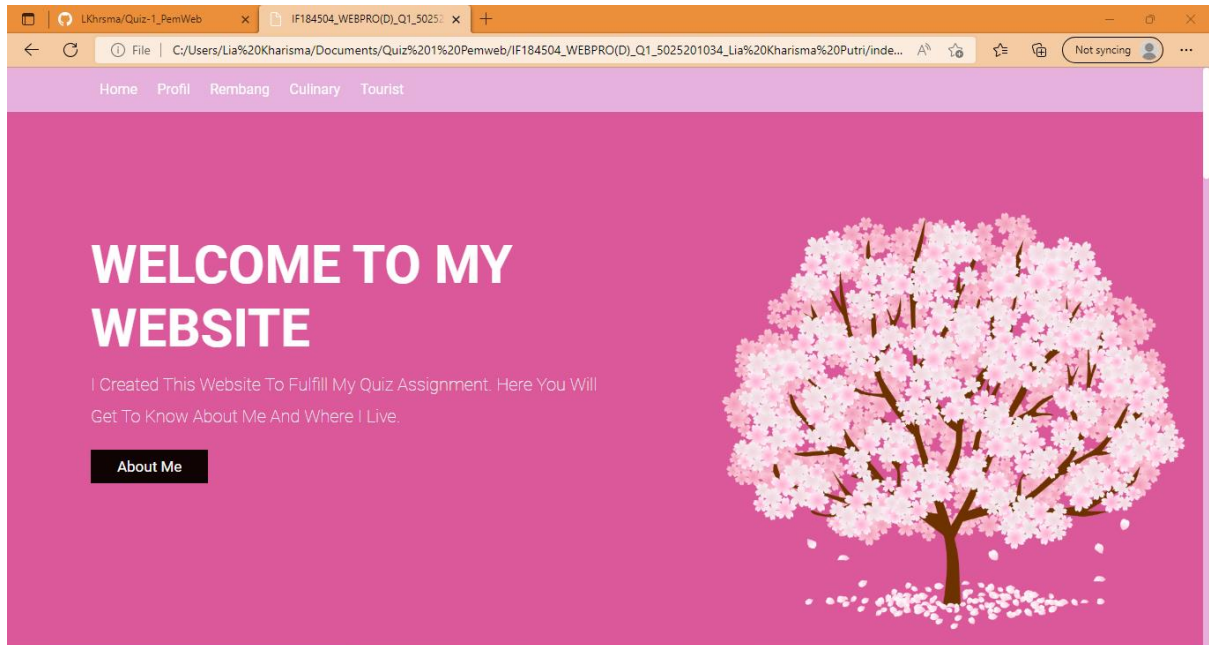 LKhrsma/Quiz-1_PemWeb
IF184504_WEBPRO(D)_Q1_50252
File
C:/Users/Lia%20Kharisma/Documents/Quiz%201%20Pemweb/IF184504_WEBPRO(D)_Q1_5025201034_Lia%20Kharisma%20Putri/inde...
Not syncing
Home Profil Rembang Culinary Tourist
WELCOME TO MY
WEBSITE
I Created This Website To Fulfill My Quiz Assignment. Here You Will
Get To Know About Me And Where I Live.
About Me